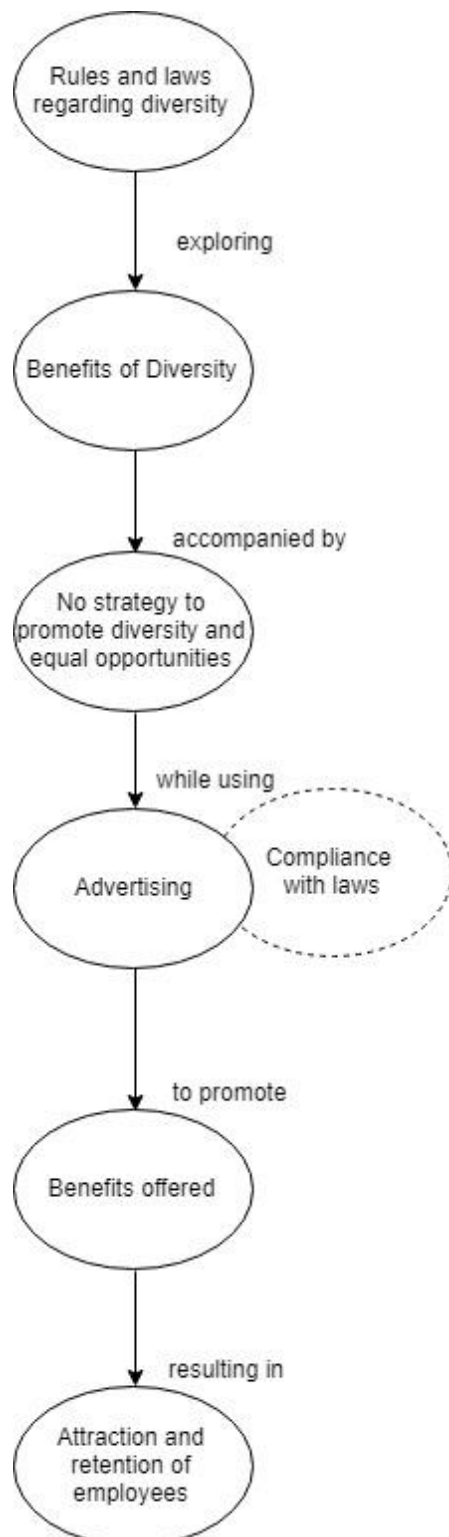 Rules and laws
regarding diversity
exploring
Benefits of Diversity
accompanied by
No strategy to
promote diversity and
equal opportunities
while using
Advertising
Compliance
with laws
to promote
Benefits offered
resulting in
Attraction and
retention of
employees